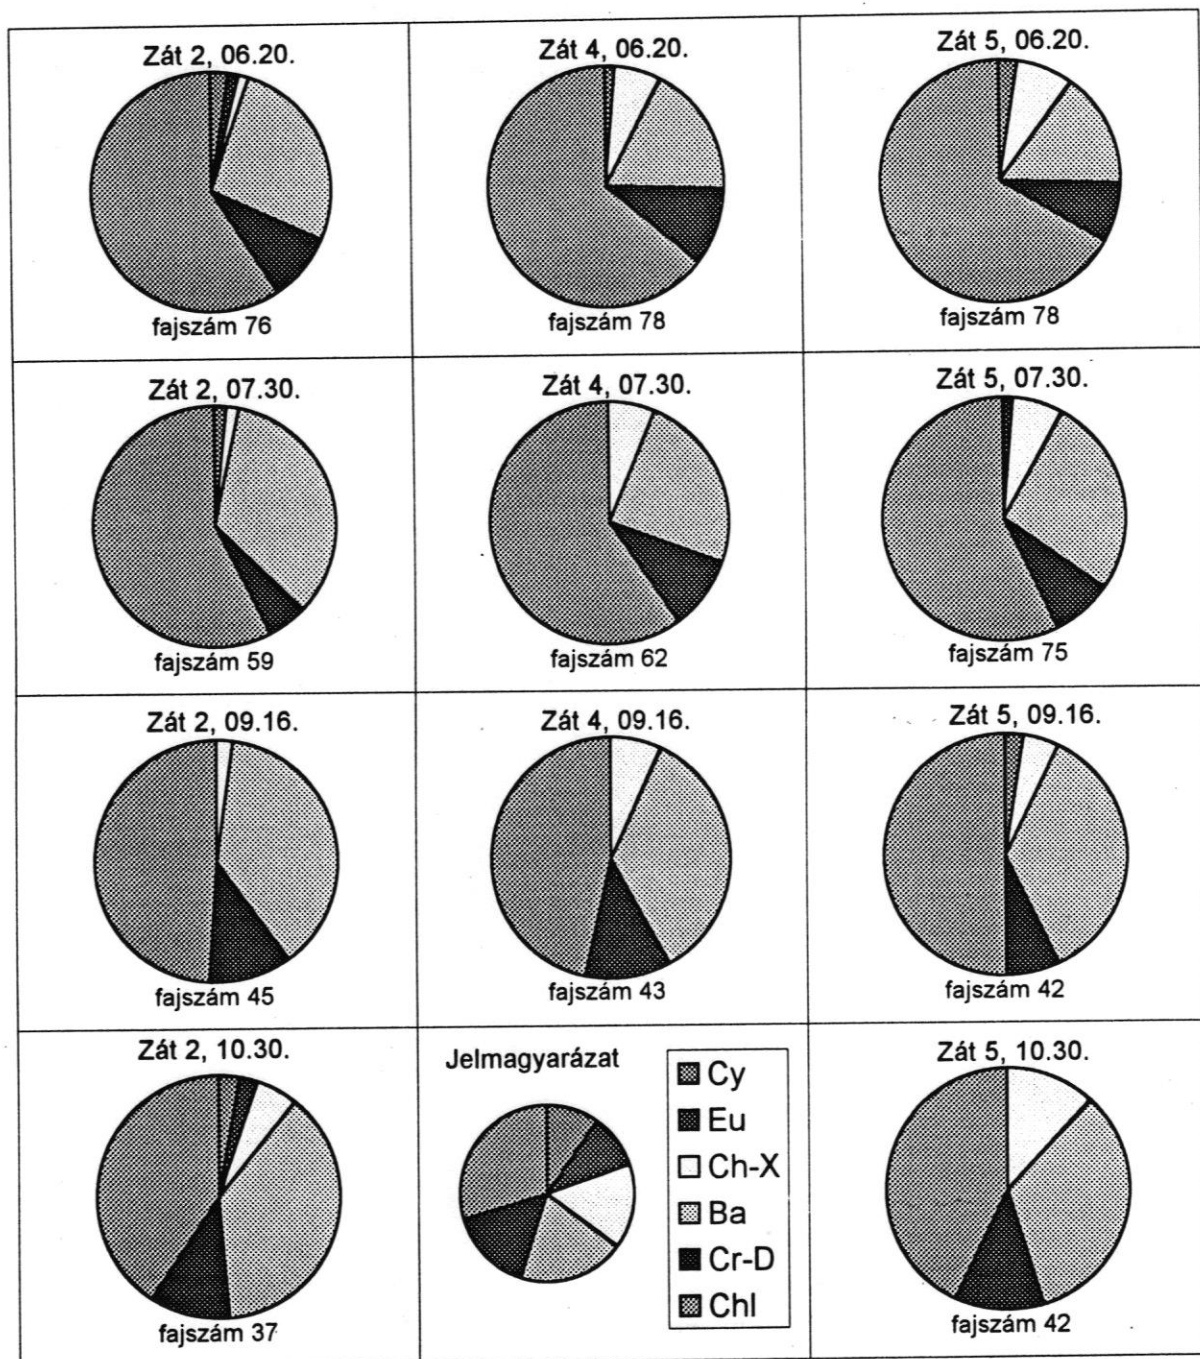 Zát 2, 06.20.
fajszám 76
Zát 4, 06.20.
fajszám 78
Zát 5, 06.20.
fajszám 78
Zát 2, 07.30.
fajszám 59
Zát 4, 07.30.
fajszám 62
Zát 5, 07.30.
fajszám 75
Zát 2, 09.16.
fajszám 45
Zát 4, 09.16.
fajszám 43
Zát 5, 09.16.
fajszám 42
Zát 2, 10.30.
fajszám 37
Jelmagyarázat
Cy
Eu
Ch-X
Ba
Cr-D
Chl
Zát 5, 10.30.
fajszám 42